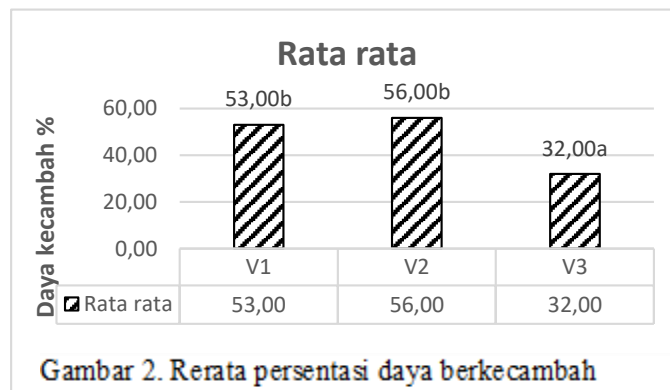 Rata rata
53,00b 56,00b 32,00a
Daya kecambah %
60,00
40,00
20,00
0,00
V1 V2 V3
Rata rata 53,00 56,00 32,00
Gambar 2. Rerata persentasi daya berkecambah